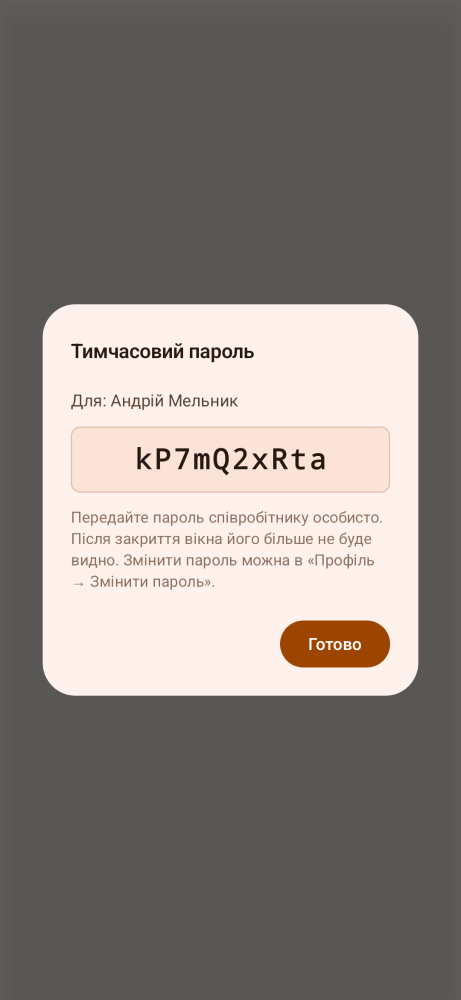 Тимчасовий пароль
Для: Андрій Мельник
kP7mQ2xRta
Передайте пароль співробітнику особисто.
Після закриття вікна його більше не буде
видно. Змінити пароль можна в «Профіль
→ Змінити пароль».
Готово